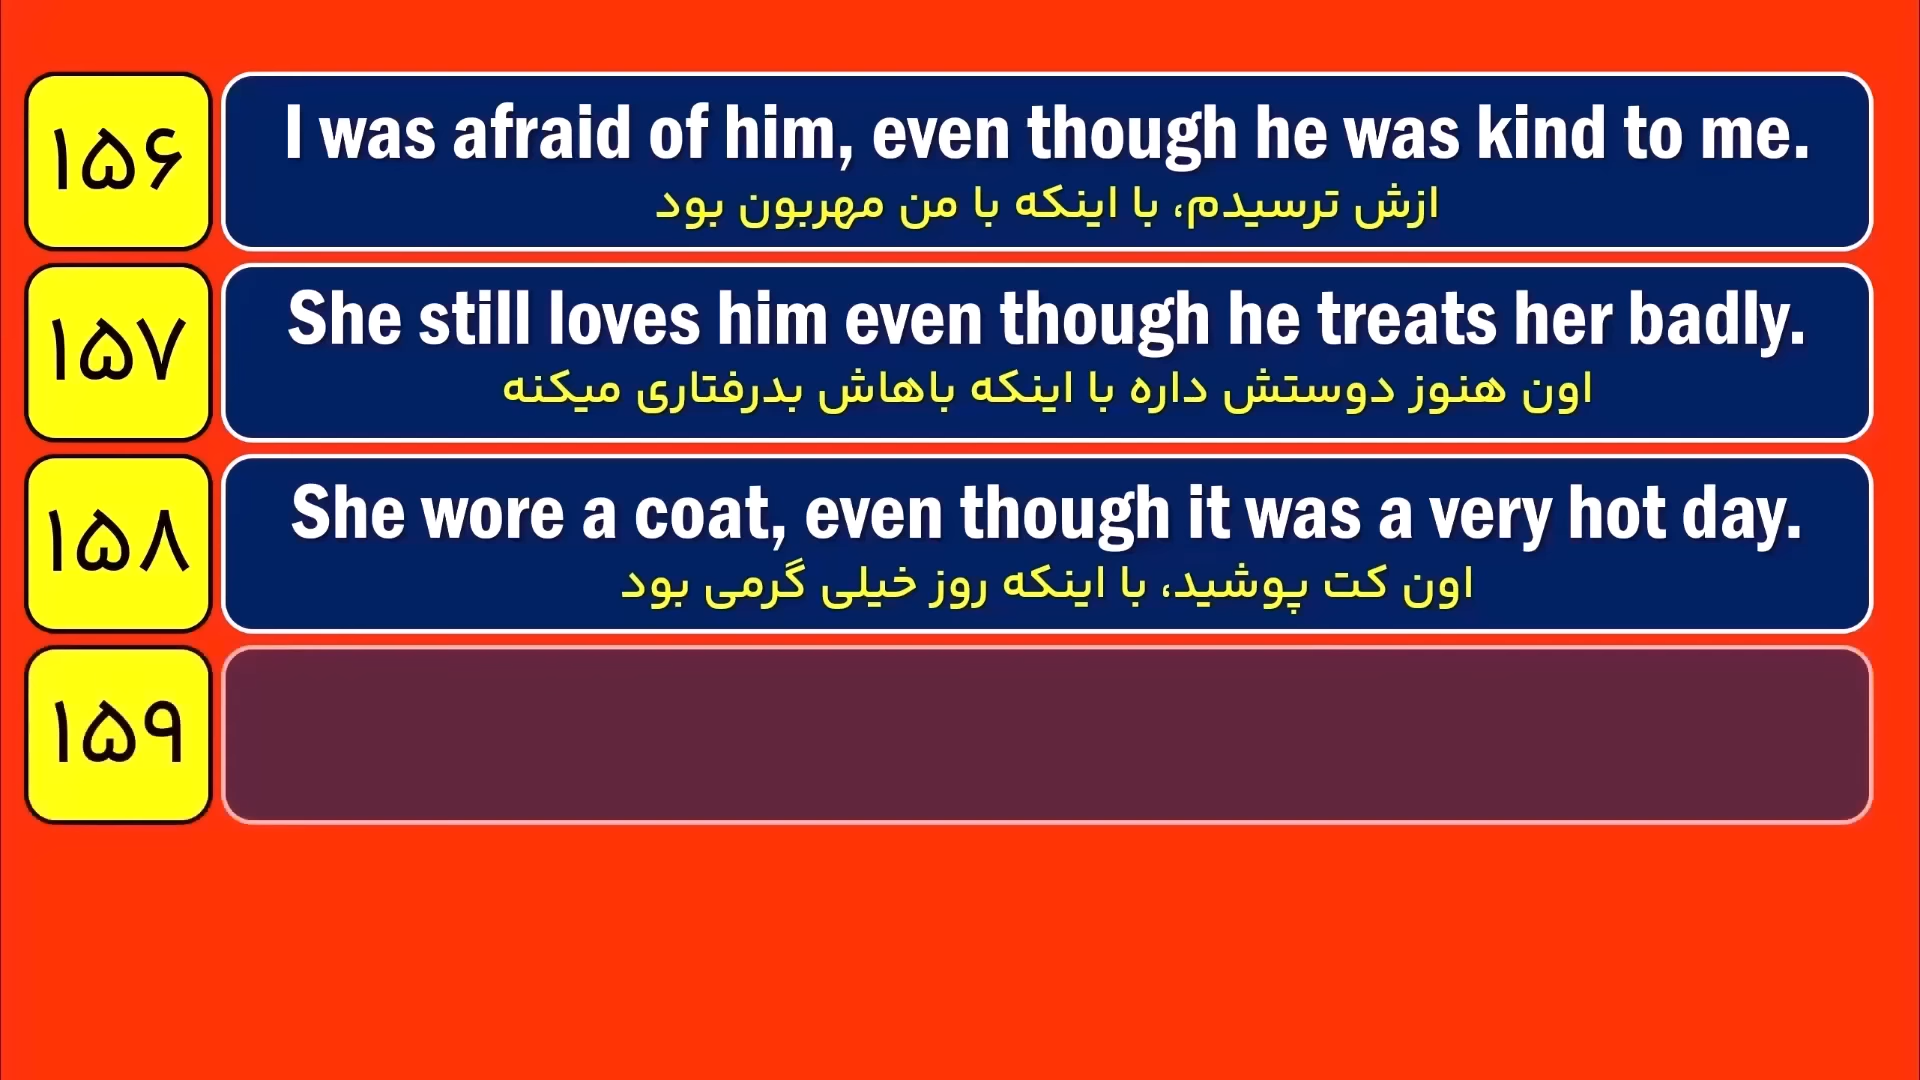 ۱۵۶
I was afraid of him, even though he was kind to me.
ازش ترسیدم، با اینکه با من مهربون بود
۱۵۷
She still loves him even though he treats her badly.
اون هنوز دوستش داره با اینکه باهاش بدرفتاری میکنه
۱۵۸
She wore a coat, even though it was a very hot day.
اون کت پوشید، با اینکه روز خیلی گرمی بود
۱۵۹